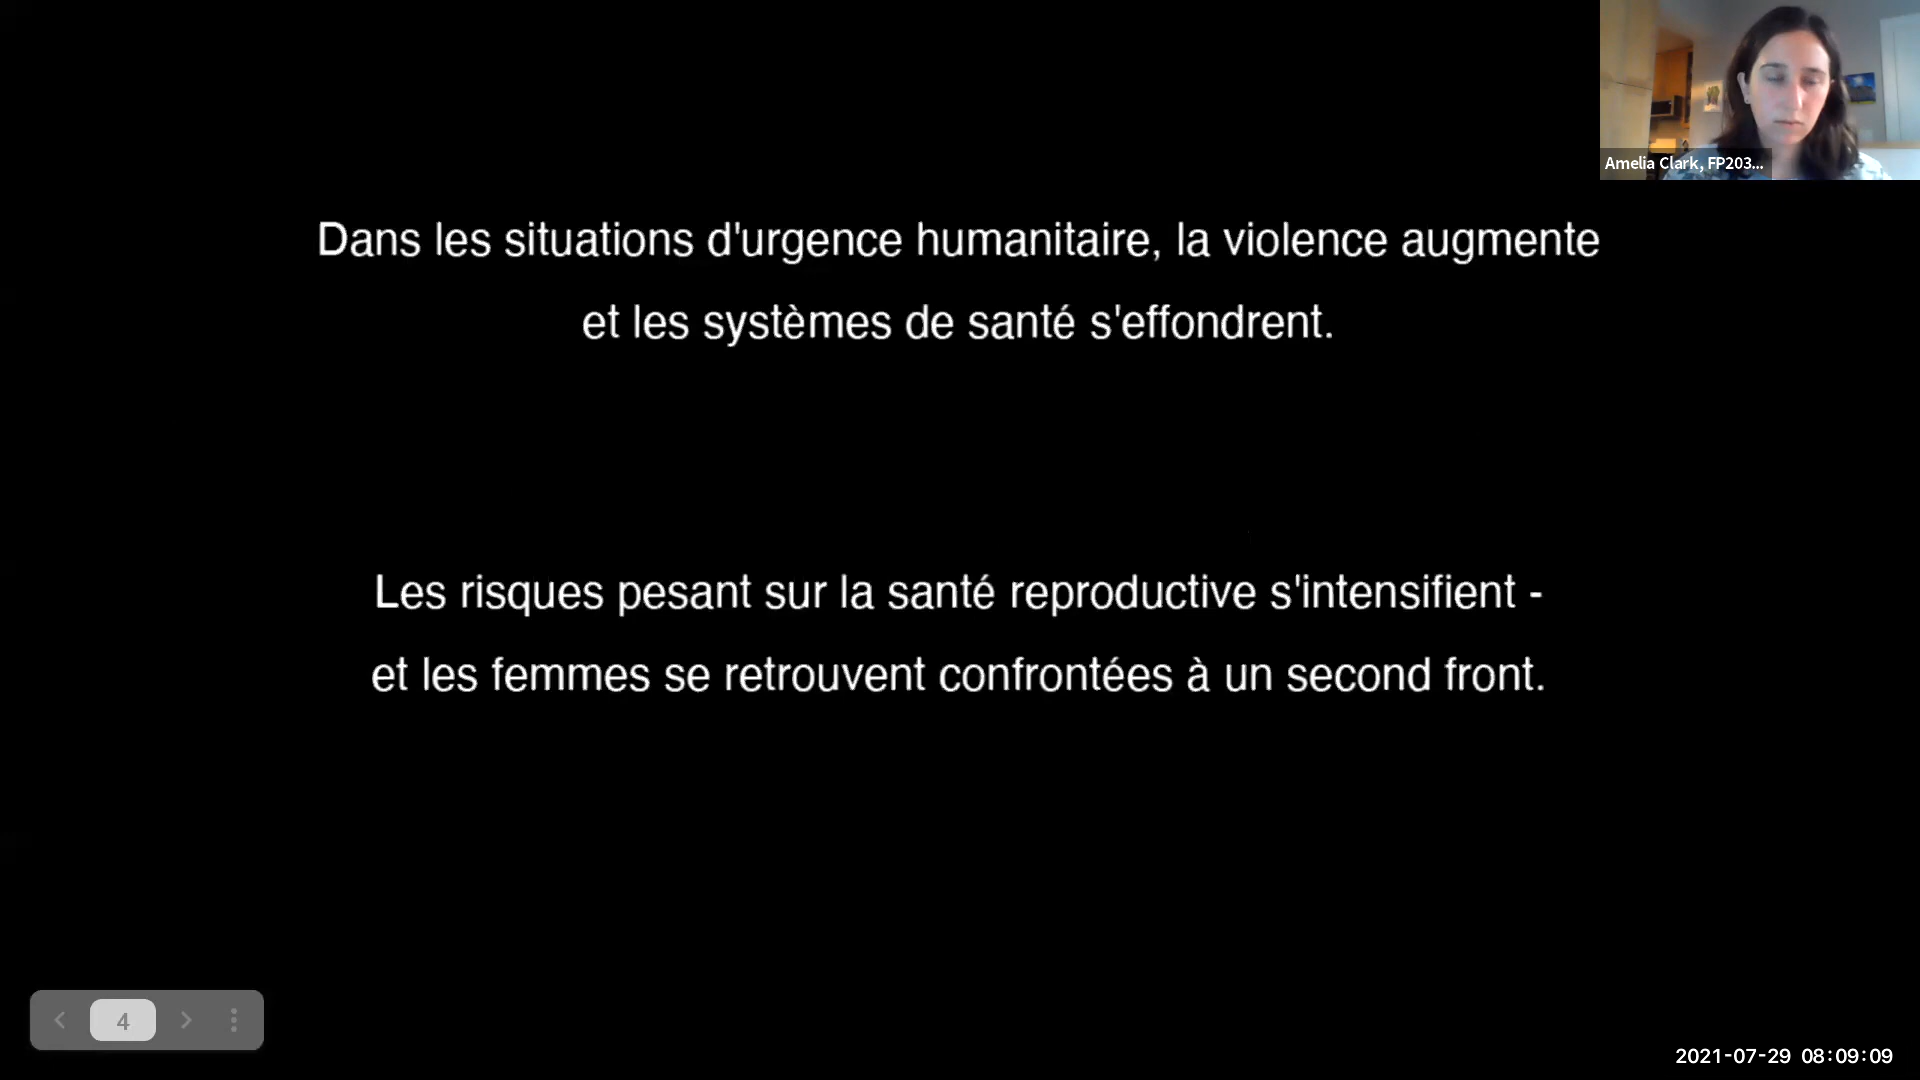 Amelia Clark, FP203...
Dans les situations d'urgence humanitaire, la violence augmente
et les systèmes de santé s'effondrent.
Les risques pesant sur la santé reproductive s'intensifient -
et les femmes se retrouvent confrontées à un second front.
4
2021-07-29 08:09:09